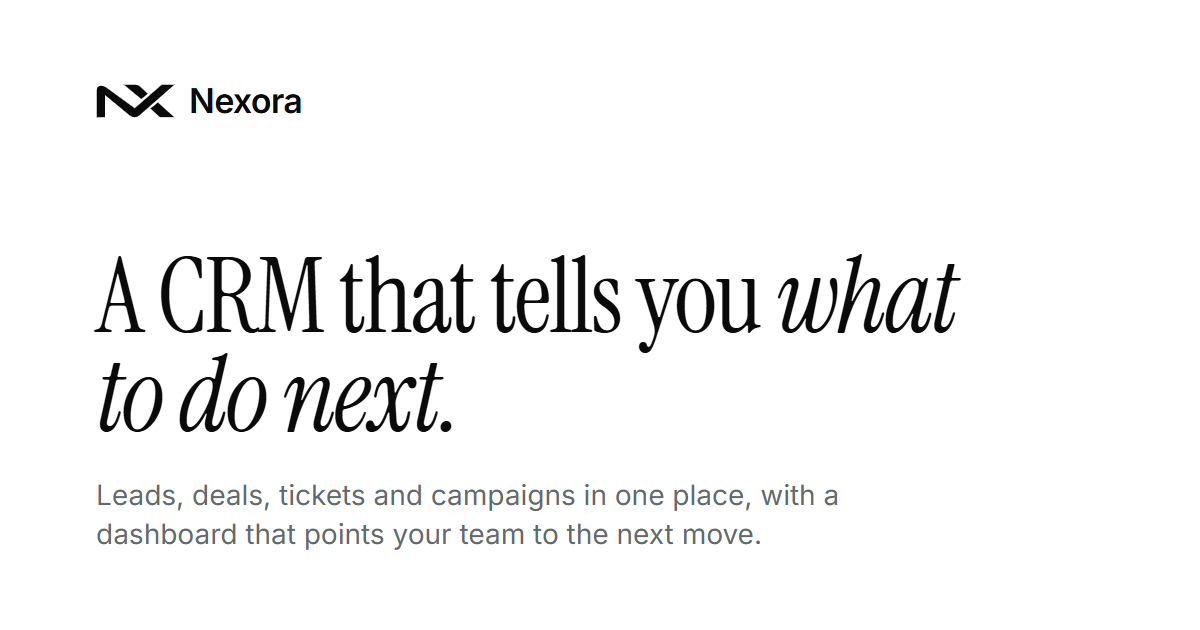 Nexora
A CRM that tells you what
to do next.
Leads, deals, tickets and campaigns in one place, with a
dashboard that points your team to the next move.